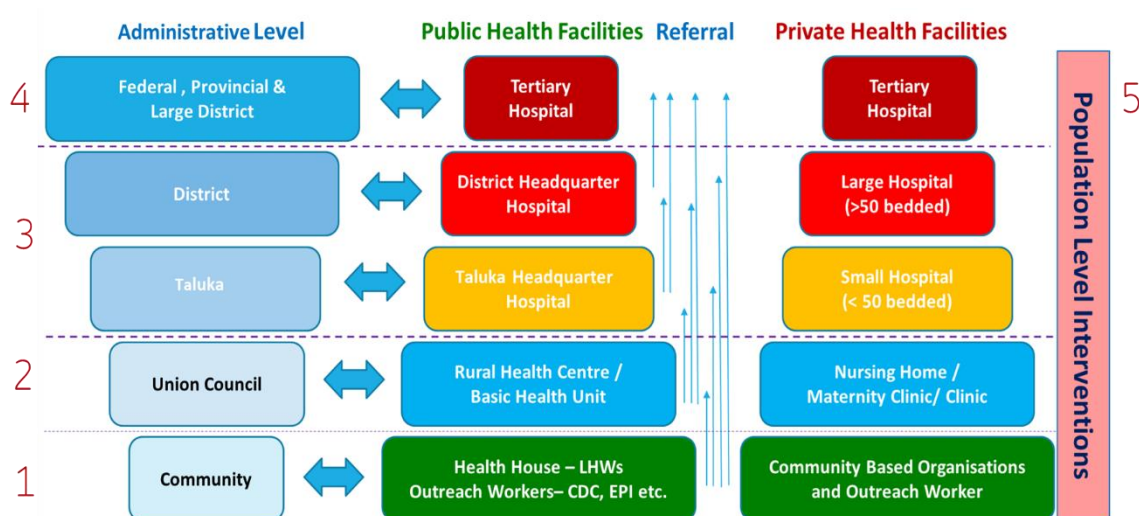 Administrative Level
Public Health Facilities
Referral
Private Health Facilities
4
Federal , Provincial &
Large District
Tertiary
Hospital
Tertiary
Hospital
5
Population Level Interventions
3
District
District Headquarter
Hospital
Large Hospital
(>50 bedded)
Taluka
Taluka Headquarter
Hospital
Small Hospital
(< 50 bedded)
2
Union Council
Rural Health Centre /
Basic Health Unit
Nursing Home /
Maternity Clinic/ Clinic
1
Community
Health House – LHWs
Outreach Workers– CDC, EPI etc.
Community Based Organisations
and Outreach Worker